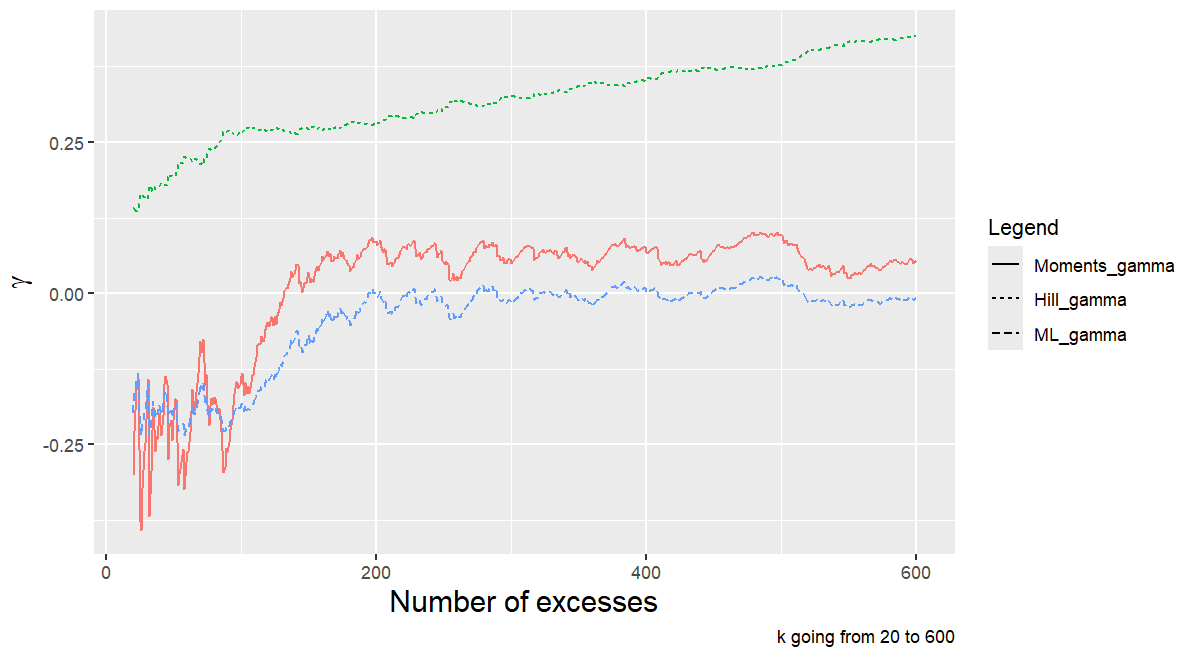 γ
0.25
0.00
-0.25
0
200
400
600
Number of excesses
k going from 20 to 600
Legend
Moments_gamma
Hill_gamma
ML_gamma